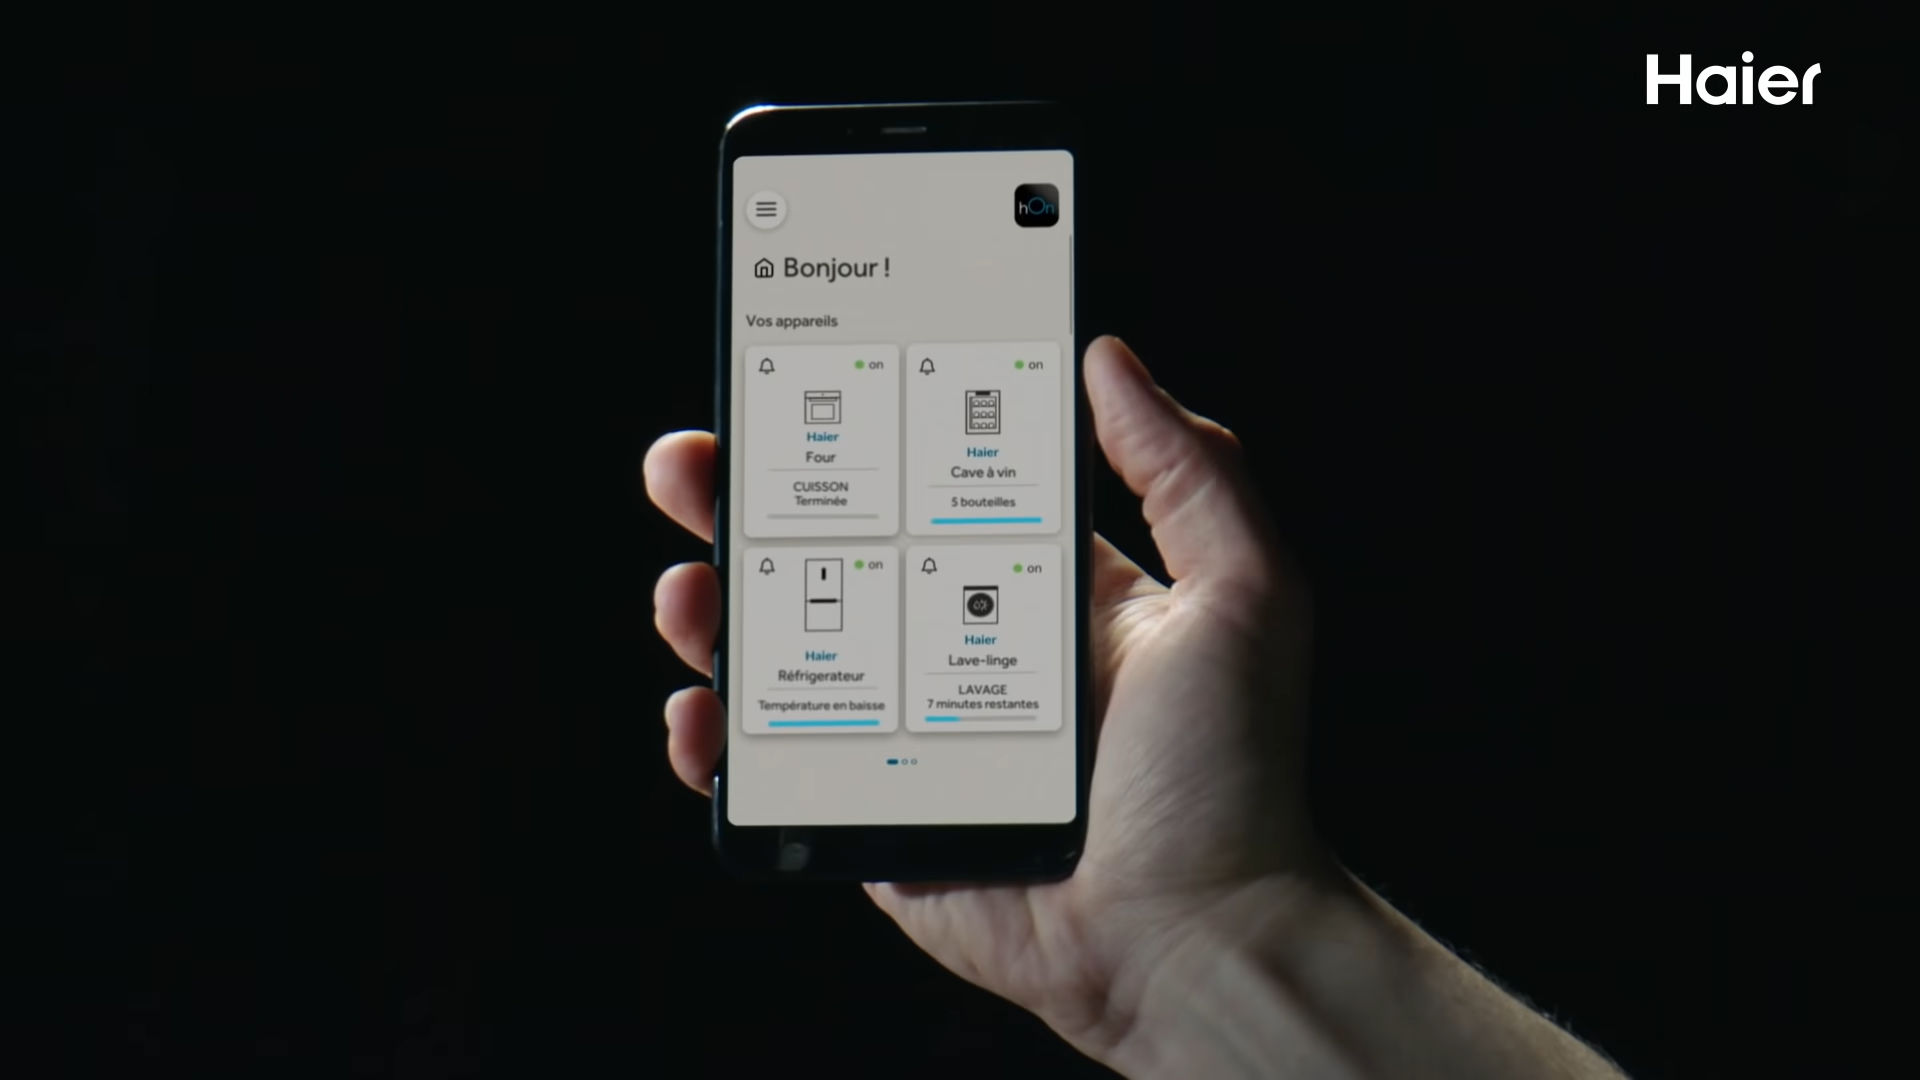 Haier
hOn
Bonjour !
Vos appareils
on
Haier
Four
CUISSON
Terminée
on
Haier
Cave à vin
5 bouteilles
on
Haier
Réfrigerateur
Température en baisse
on
Haier
Lave-linge
LAVAGE
7 minutes restantes